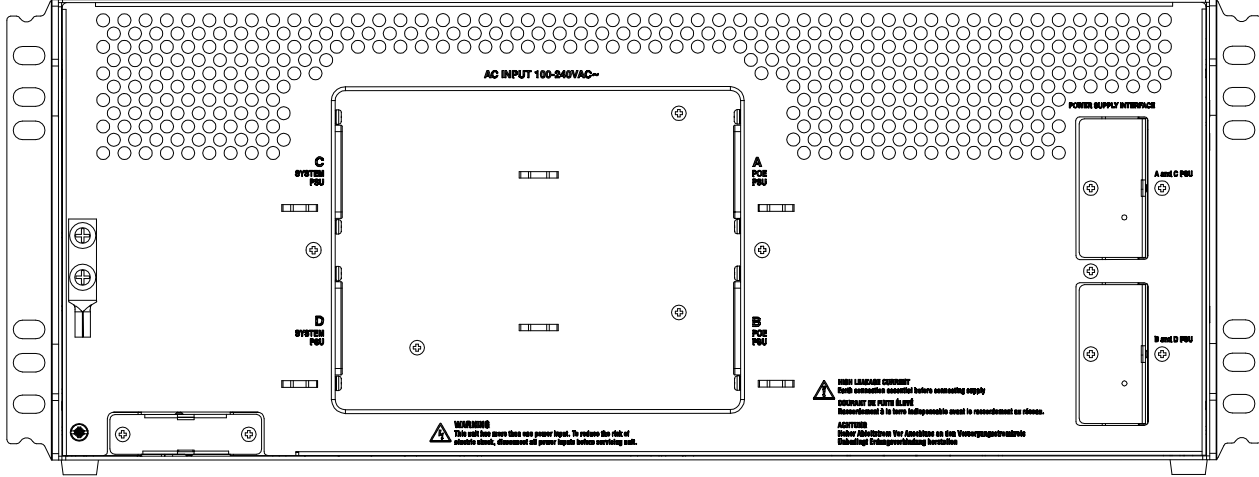 AC INPUT 100-240VAC~
POWER SUPPLY INTERFACE
C
SYSTEM
PSU
A
POE
PSU
A and C PSU
D
SYSTEM
PSU
B
POE
PSU
B and D PSU
HIGH LEAKAGE CURRENT
Earth connection essential before connecting supply
COURANT DE FUITE ÉLEVÉ
Raccordement à la terre indispensable avant le raccordement au réseau.
ACHTUNG
Hoher Ableitstrom Vor Anschluss an den Versorgungsstromkreis
Unbedingt Erdungsverbindung herstellen
WARNING
This unit has more than one power input. To reduce the risk of
electric shock, disconnect all power inputs before servicing unit.